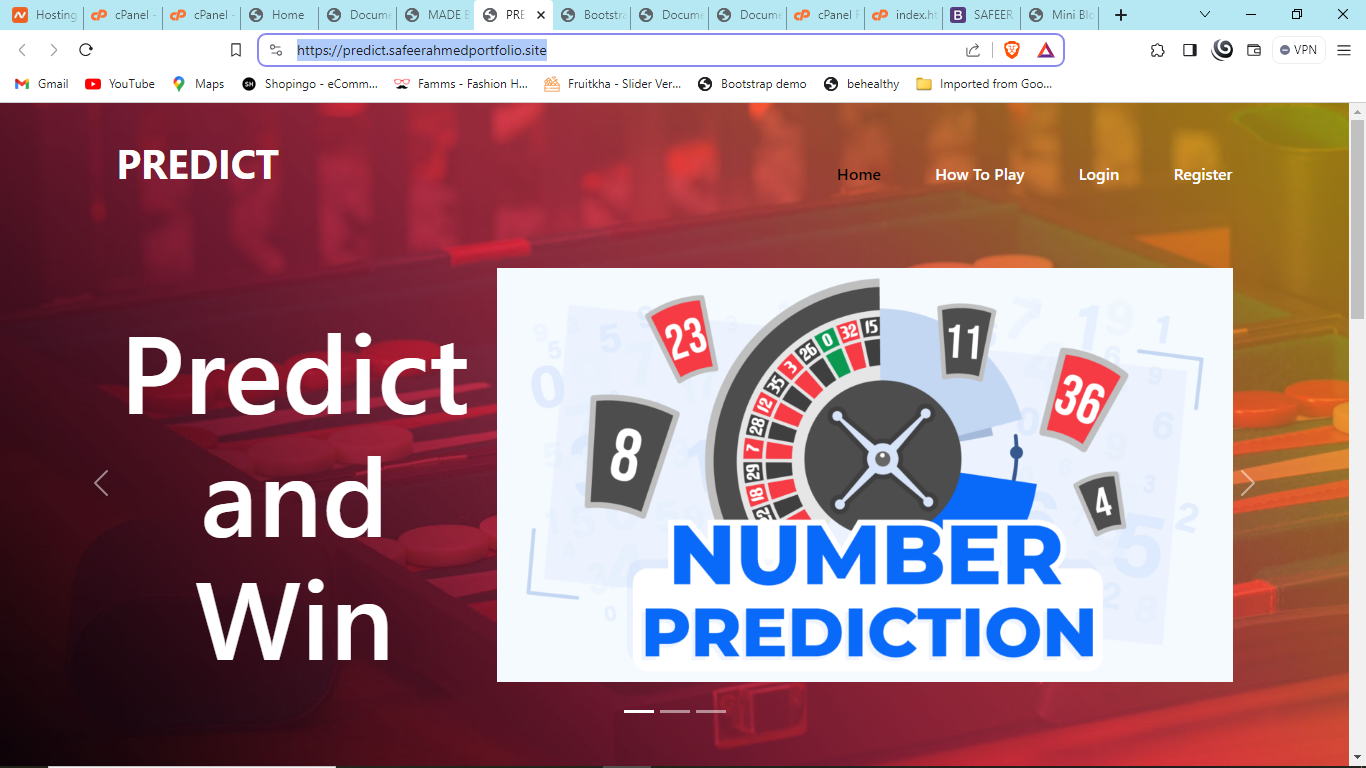 Hosting
cPanel -
cPanel -
Home
Docume
MADE B
PRE
Bootstra
Docume
Docume
cPanel F
index.ht
SAFEER
Mini Blo
https://predict.safeerahmedportfolio.site
VPN
Gmail
YouTube
Maps
SH
Shopingo - eComm...
Famms - Fashion H...
Fruitkha - Slider Ver...
Bootstrap demo
behealthy
Imported from Goo...
PREDICT
Home
How To Play
Login
Register
Predict
and
Win
23
8
15
32
0
26
3
35
12
28
7
29
18
11
36
4
NUMBER
PREDICTION